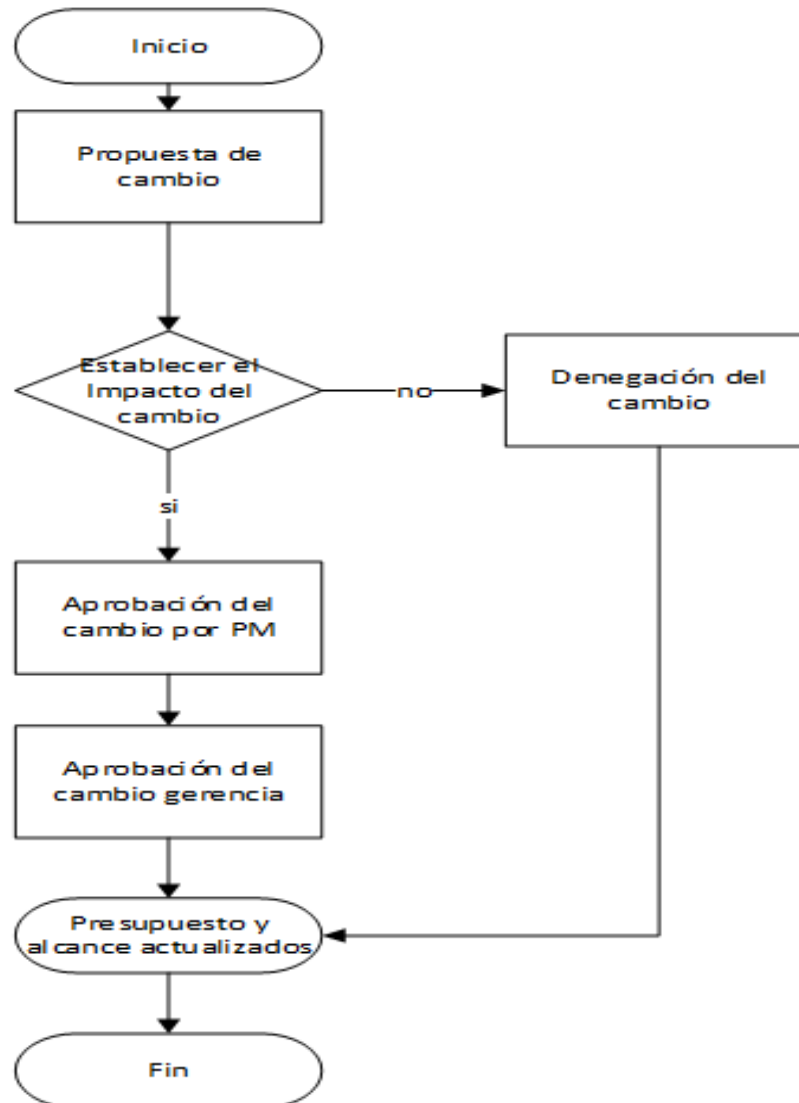 Inicio
Propuesta de
cambio
Establecer el
Impacto del
cambio
no
Denegación del
cambio
si
Aprobación del
cambio por PM
Aprobación del
cambio gerencia
Presupuesto y
alcance actualizados
Fin